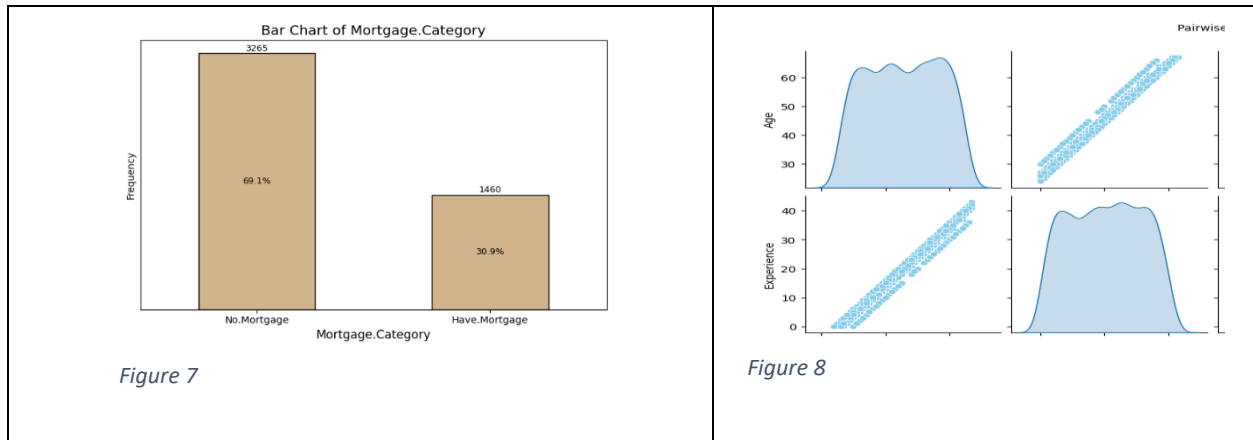 Bar Chart of Mortgage.Category
3265
69.1%
1460
30.9%
Frequency
No.Mortgage
Have.Mortgage
Mortgage.Category
Figure 7
Pairwise
Age
60
50
40
30
Experience
40
30
20
10
0
Figure 8